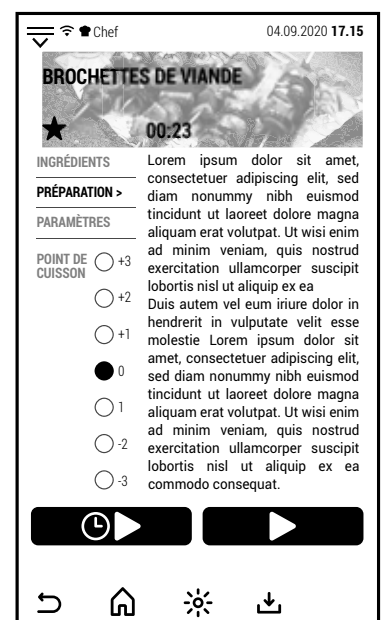 Chef
04.09.2020 17.15
BROCHETTES DE VIANDE
00:23
INGRÉDIENTS
PRÉPARATION >
PARAMÈTRES
POINT DE
CUISSON
+3
+2
+1
0
1
-2
-3
Lorem ipsum dolor sit amet,
consectetuer adipiscing elit, sed
diam nonummy nibh euismod
tincidunt ut laoreet dolore magna
aliquam erat volutpat. Ut wisi enim
ad minim veniam, quis nostrud
exercitation ullamcorper suscipit
lobortis nisl ut aliquip ex ea
Duis autem vel eum iriure dolor in
hendrerit in vulputate velit esse
molestie Lorem ipsum dolor sit
amet, consectetuer adipiscing elit,
sed diam nonummy nibh euismod
tincidunt ut laoreet dolore magna
aliquam erat volutpat. Ut wisi enim
ad minim veniam, quis nostrud
exercitation ullamcorper suscipit
lobortis nisl ut aliquip ex ea
commodo consequat.